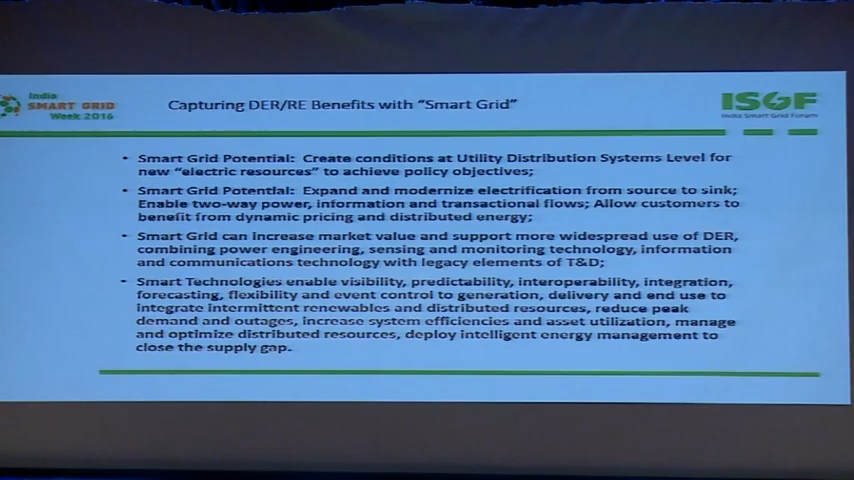 India
SMART GRID
Week 2016
Capturing DER/RE Benefits with “Smart Grid”
ISGF
India Smart Grid Forum
• Smart Grid Potential: Create conditions at Utility Distribution Systems Level for
new “electric resources” to achieve policy objectives;
• Smart Grid Potential: Expand and modernize electrification from source to sink;
Enable two-way power, information and transactional flows; Allow customers to
benefit from dynamic pricing and distributed energy;
• Smart Grid can increase market value and support more widespread use of DER,
combining power engineering, sensing and monitoring technology, information
and communications technology with legacy elements of T&D;
• Smart Technologies enable visibility, predictability, interoperability, integration,
forecasting, flexibility and event control to generation, delivery and end use to
integrate intermittent renewables and distributed resources, reduce peak
demand and outages, increase system efficiencies and asset utilization, manage
and optimize distributed resources, deploy intelligent energy management to
close the supply gap.